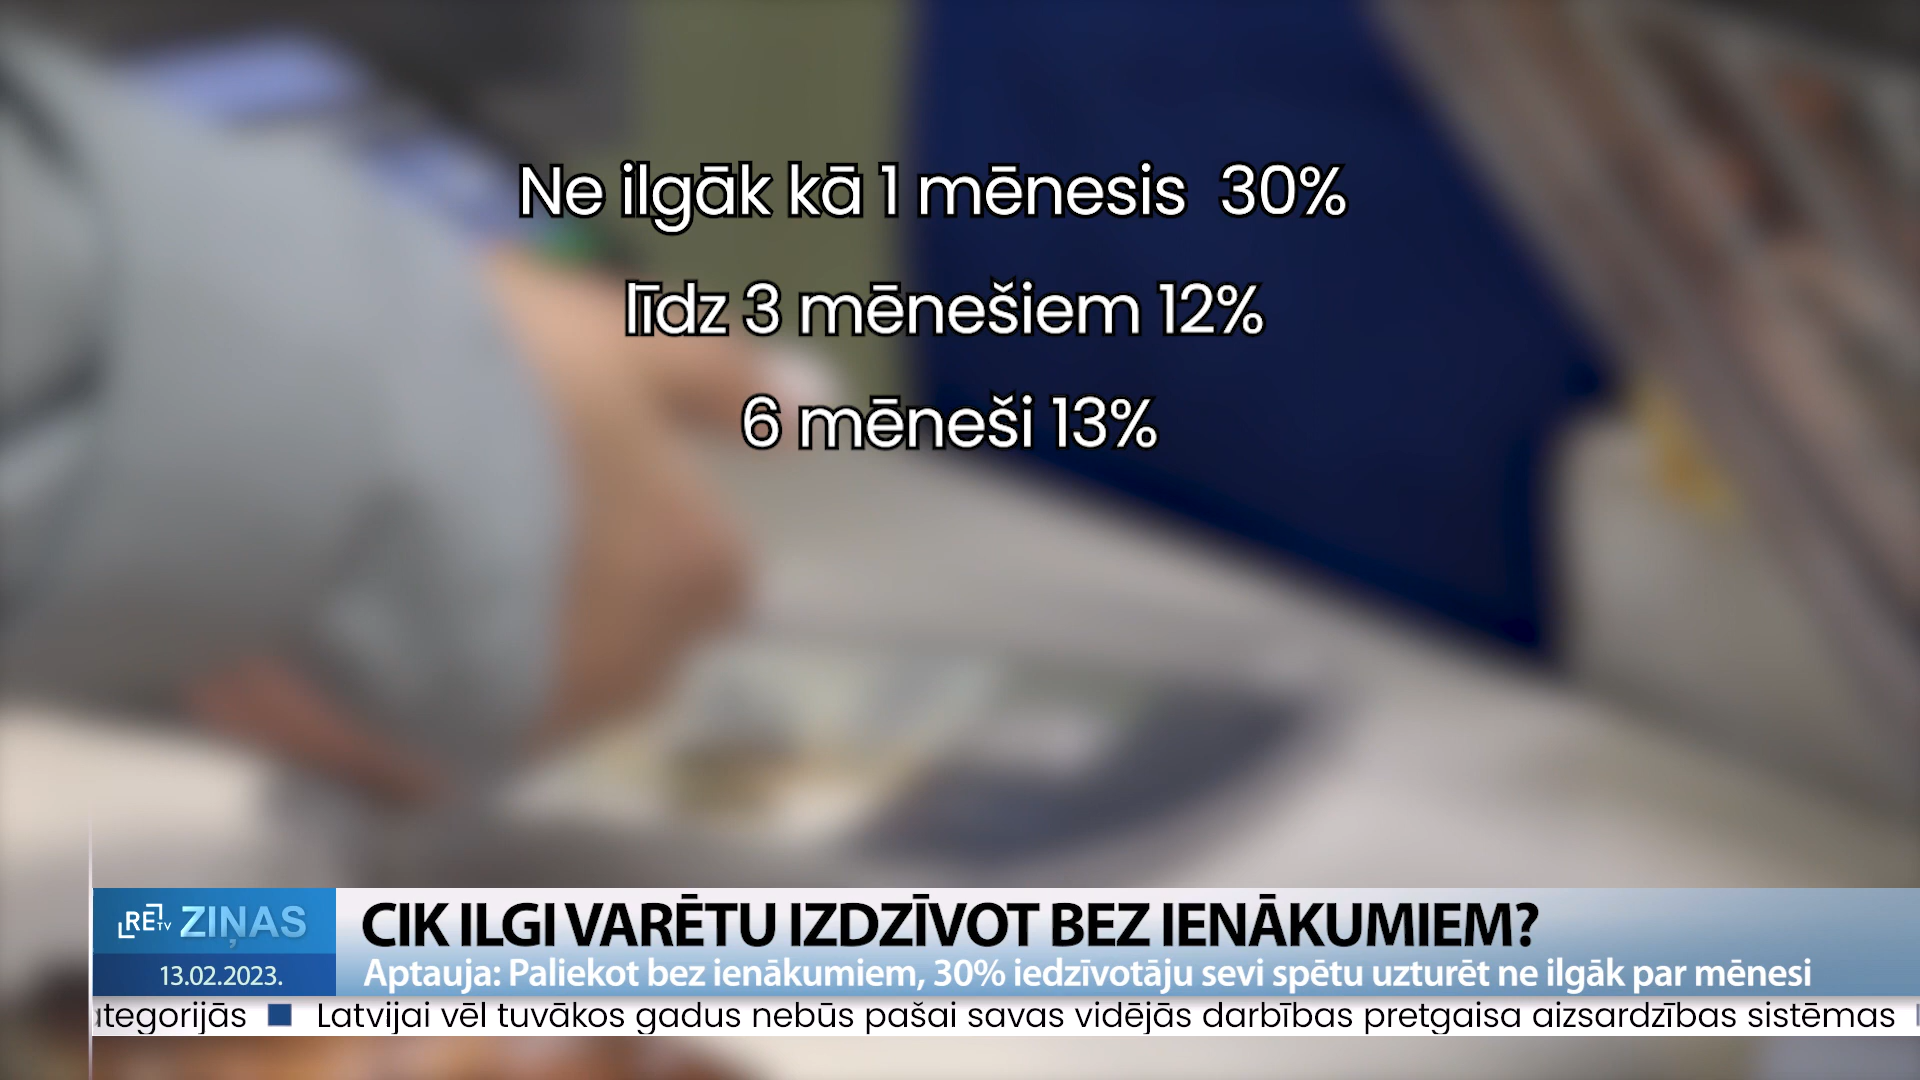 Ne ilgāk kā 1 mēnesis 30%
līdz 3 mēnešiem 12%
6 mēneši 13%
RE TV ZIŅAS
CIK ILGI VARĒTU IZDZĪVOT BEZ IENĀKUMIEM?
13.02.2023.
Aptauja: Paliekot bez ienākumiem, 30% iedzīvotāju sevi spētu uzturēt ne ilgāk par mēnesi
tegorijās ■ Latvijai vēl tuvākos gadus nebūs pašai savas vidējās darbības pretgaisa aizsardzības sistēmas